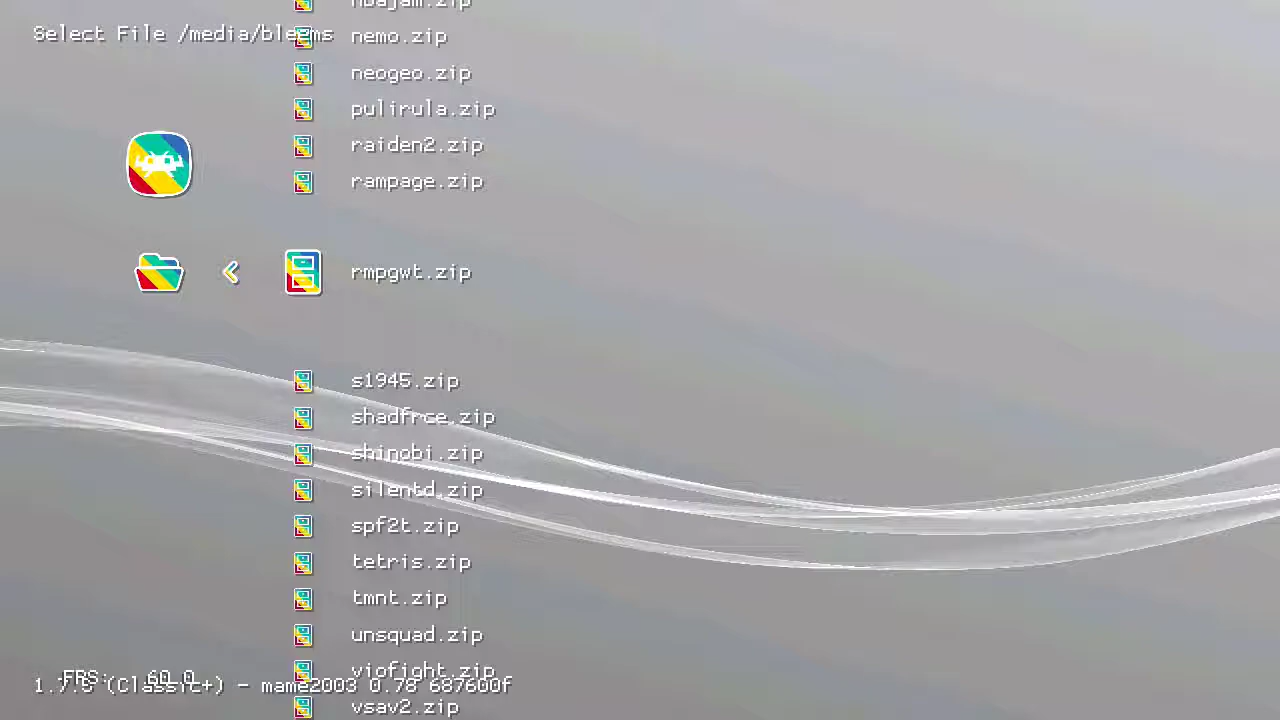 nbajam.zip
Select File /media/bleems
nemo.zip
neogeo.zip
pulirula.zip
raiden2.zip
rampage.zip
rmpgwt.zip
s1945.zip
shadfrce.zip
shinobi.zip
silentd.zip
spf2t.zip
tetris.zip
tmnt.zip
unsquad.zip
viofight.zip
FPS: 60.0
1.7.5 (Classic+) - mame2003 0.78 687600f
vsav2.zip